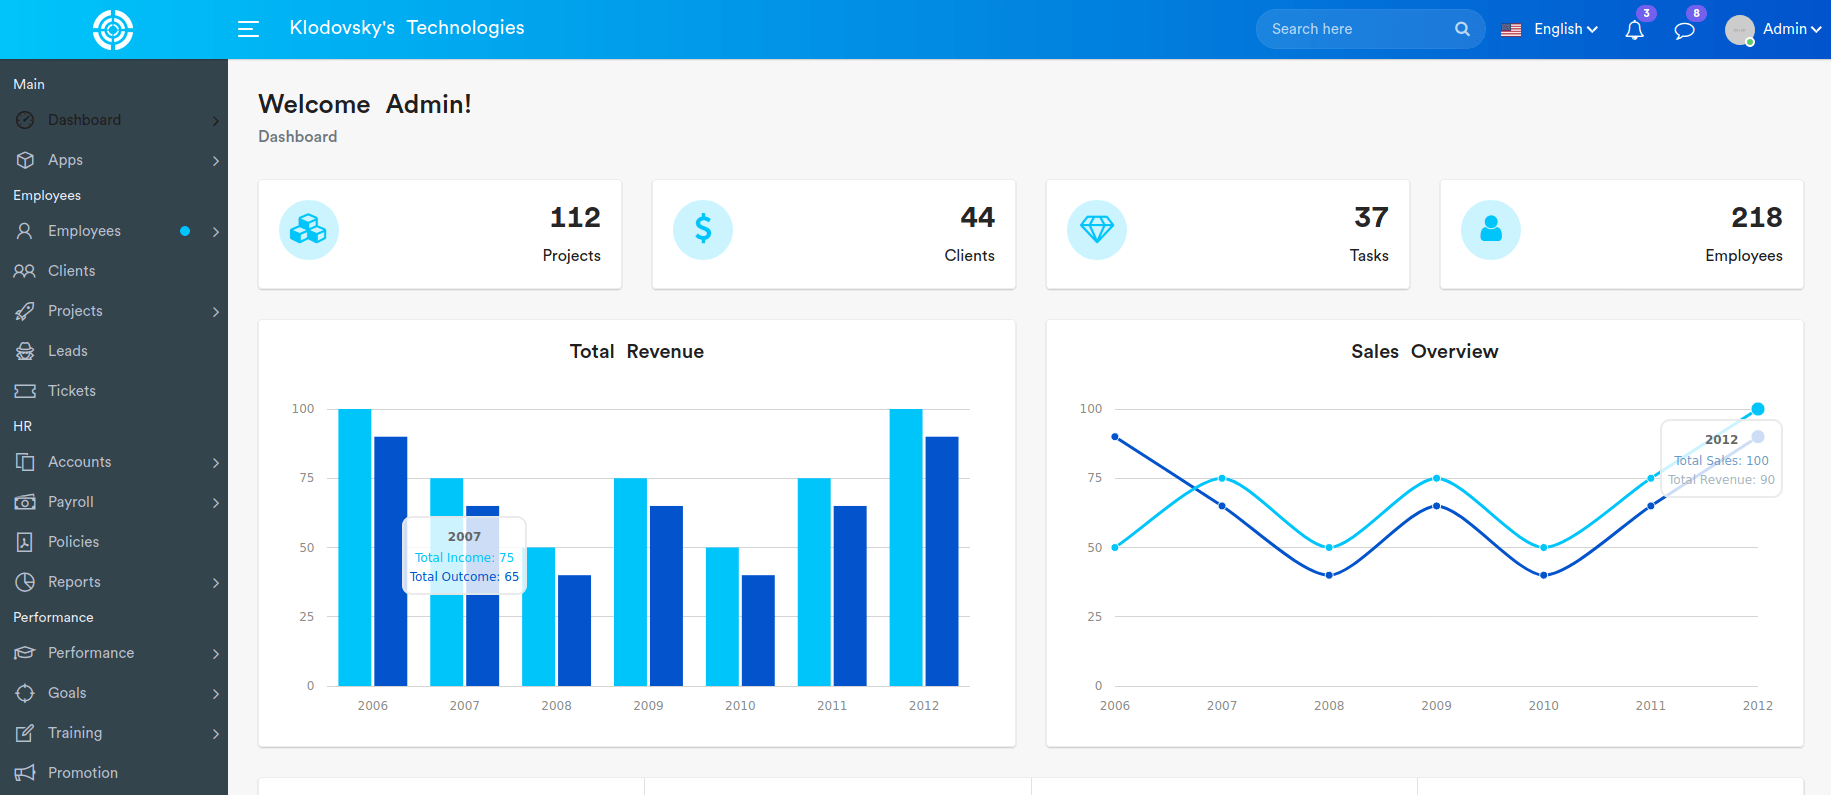 Klodovsky's Technologies
Search here
English
3
8
Admin
Main
Dashboard
Apps
Employees
Employees
Clients
Projects
Leads
Tickets
HR
Accounts
Payroll
Policies
Reports
Performance
Performance
Goals
Training
Promotion
Welcome Admin!
Dashboard
112
Projects
44
Clients
37
Tasks
218
Employees
Total Revenue
100
75
50
25
0
2006 2007 2008 2009 2010 2011 2012
2007
Total Income: 75
Total Outcome: 65
Sales Overview
100
75
50
25
0
2006 2007 2008 2009 2010 2011 2012
2012
Total Sales: 100
Total Revenue: 90